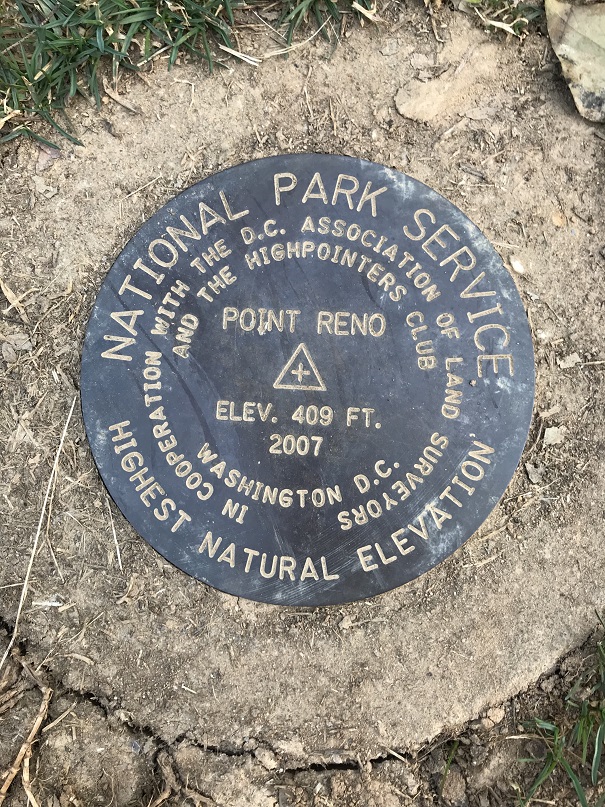 NATIONAL PARK SERVICE
IN COOPERATION WITH THE D.C. ASSOCIATION OF LAND SURVEYORS
AND THE HIGHPOINTERS CLUB
POINT RENO
ELEV. 409 FT.
2007
WASHINGTON D.C.
HIGHEST NATURAL ELEVATION